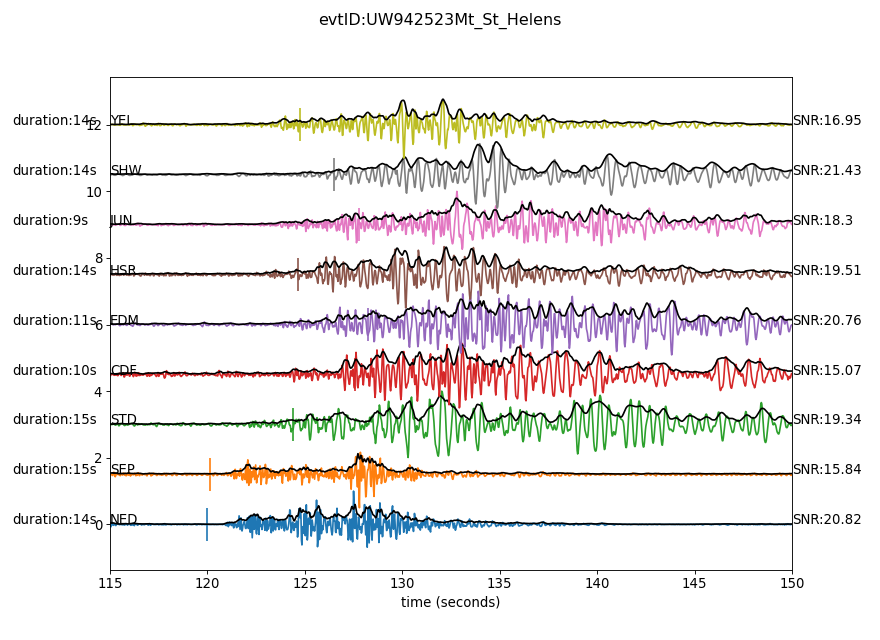 evtID:UW942523Mt_St_Helens
duration:14s YEL SNR:16.95
12
duration:14s SHW SNR:21.43
10
duration:9s JUN SNR:18.3
8
duration:14s HSR SNR:19.51
duration:11s EDM SNR:20.76
6
duration:10s CDF SNR:15.07
4
duration:15s STD SNR:19.34
2
duration:15s SEP SNR:15.84
duration:14s NED SNR:20.82
0
115 120 125 130 135 140 145 150
time (seconds)